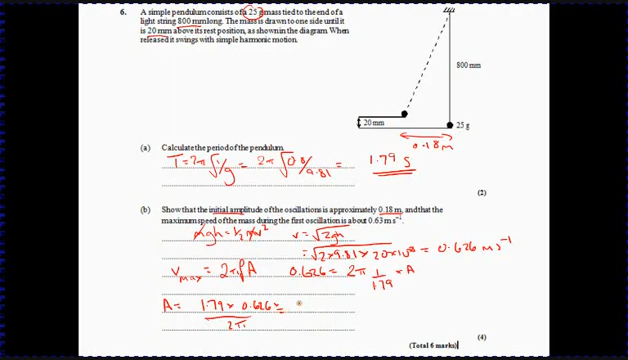 6. A simple pendulum consists of a 25 g mass tied to the end of a
light string 800 mm long. The mass is drawn to one side until it
is 20 mm above its rest position, as shown in the diagram. When
released it swings with simple harmonic motion.
800 mm
20 mm
25 g
0.18 m
(a) Calculate the period of the pendulum.
T = 2π √l/g = 2π √0.8/9.81 = 1.79 s
(2)
(b) Show that the initial amplitude of the oscillations is approximately 0.18 m, and that the
maximum speed of the mass during the first oscillation is about 0.63 m s⁻¹.
mgh = ½ mv² v = √2gh
= √2 × 9.81 × 20 × 10⁻³ = 0.626 m s⁻¹
Vmax = 2πfA 0.626 = 2π 1/1.79 × A
A = 1.79 × 0.626 / 2π =
(4)
(Total 6 marks)